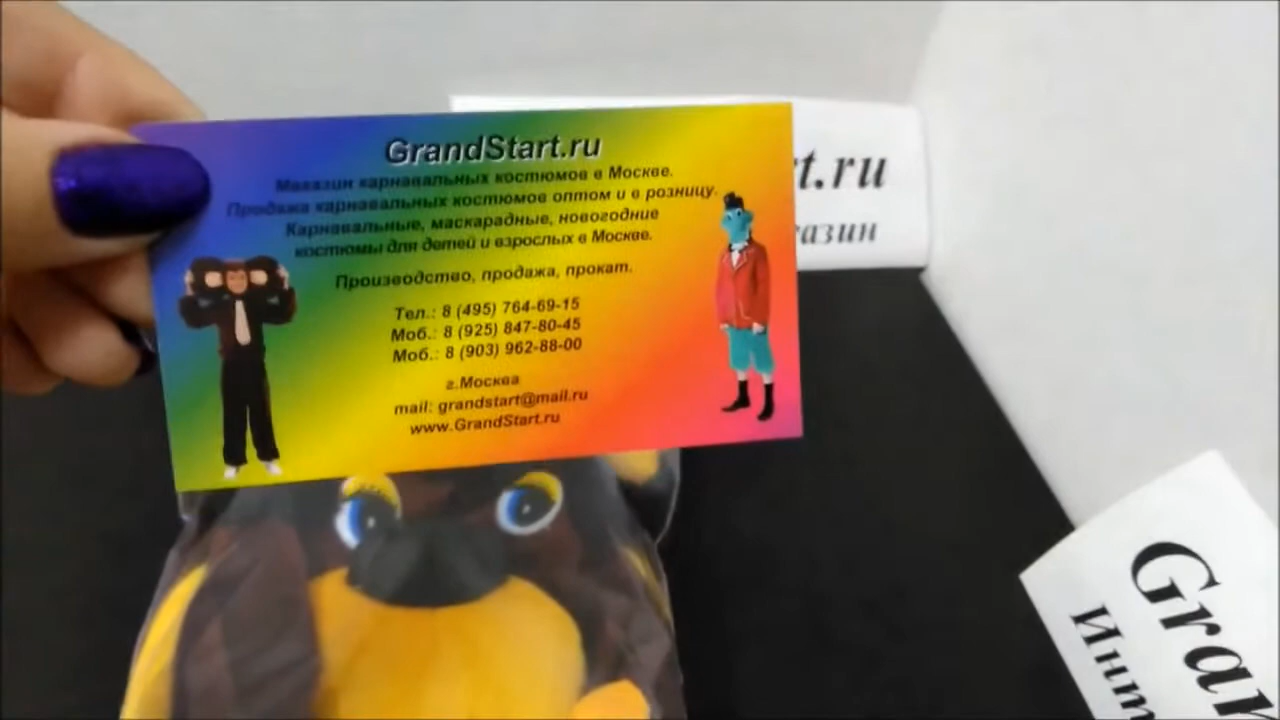 GrandStart.ru
Магазин карнавальных костюмов в Москве.
Продажа карнавальных костюмов оптом и в розницу.
Карнавальные, маскарадные, новогодние
костюмы для детей и взрослых в Москве.
Производство, продажа, прокат.
Тел.: 8 (495) 764-69-15
Моб.: 8 (925) 847-80-45
Моб.: 8 (903) 962-88-00
г.Москва
mail: grandstart@mail.ru
www.GrandStart.ru
rt.ru
азин
Gran
Инт